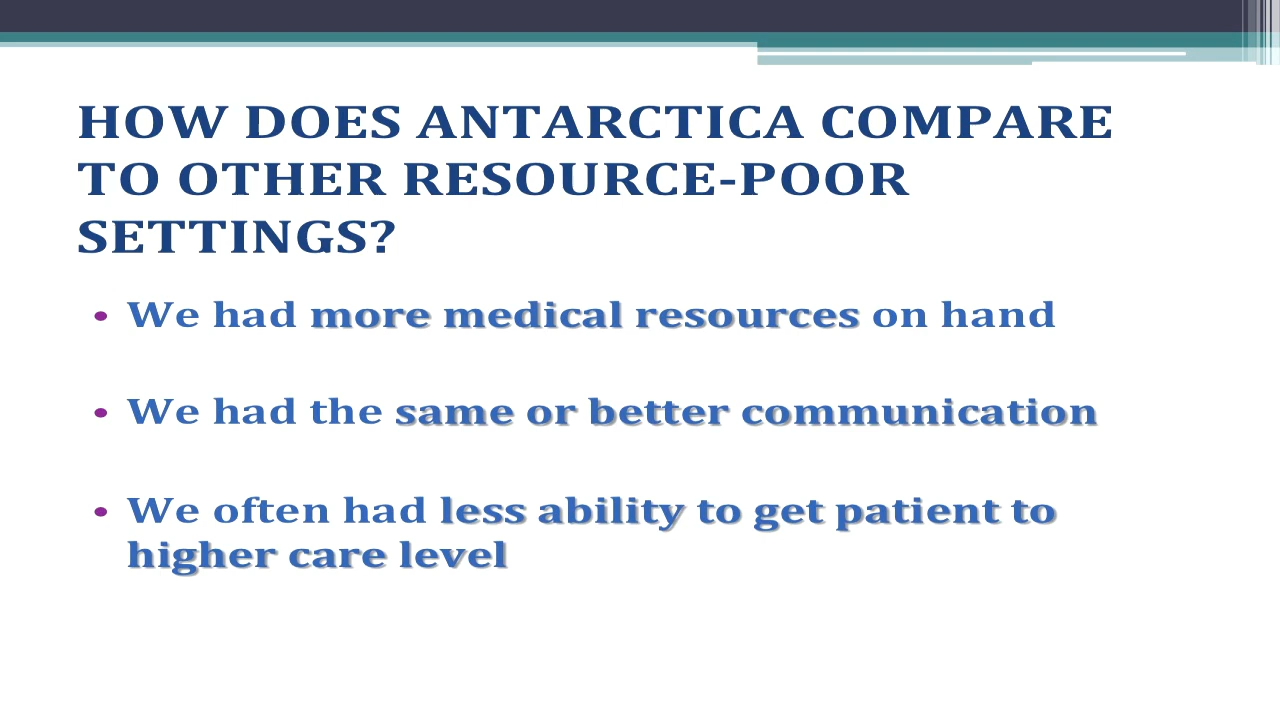 HOW DOES ANTARCTICA COMPARE
TO OTHER RESOURCE-POOR
SETTINGS?
• We had more medical resources on hand
• We had the same or better communication
• We often had less ability to get patient to
higher care level